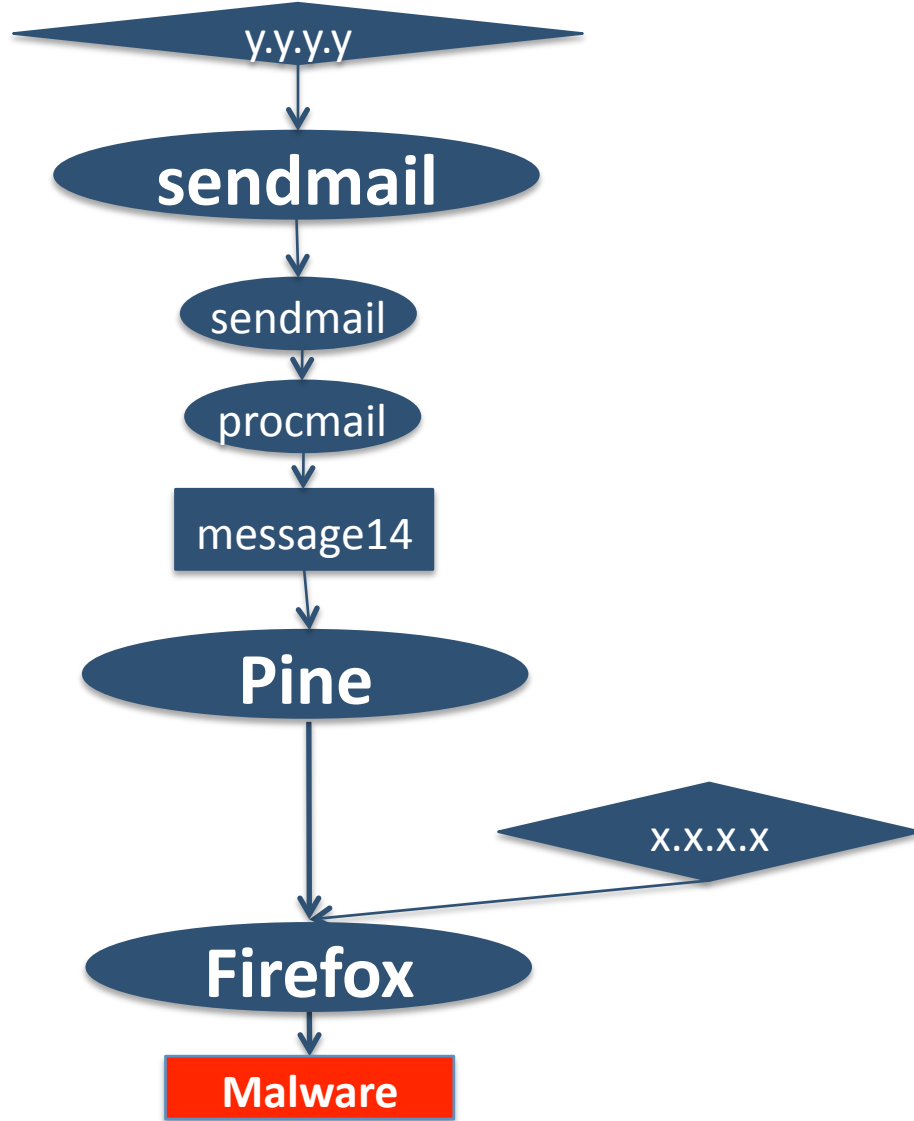 y.y.y.y
sendmail
sendmail
procmail
message14
Pine
x.x.x.x
Firefox
Malware